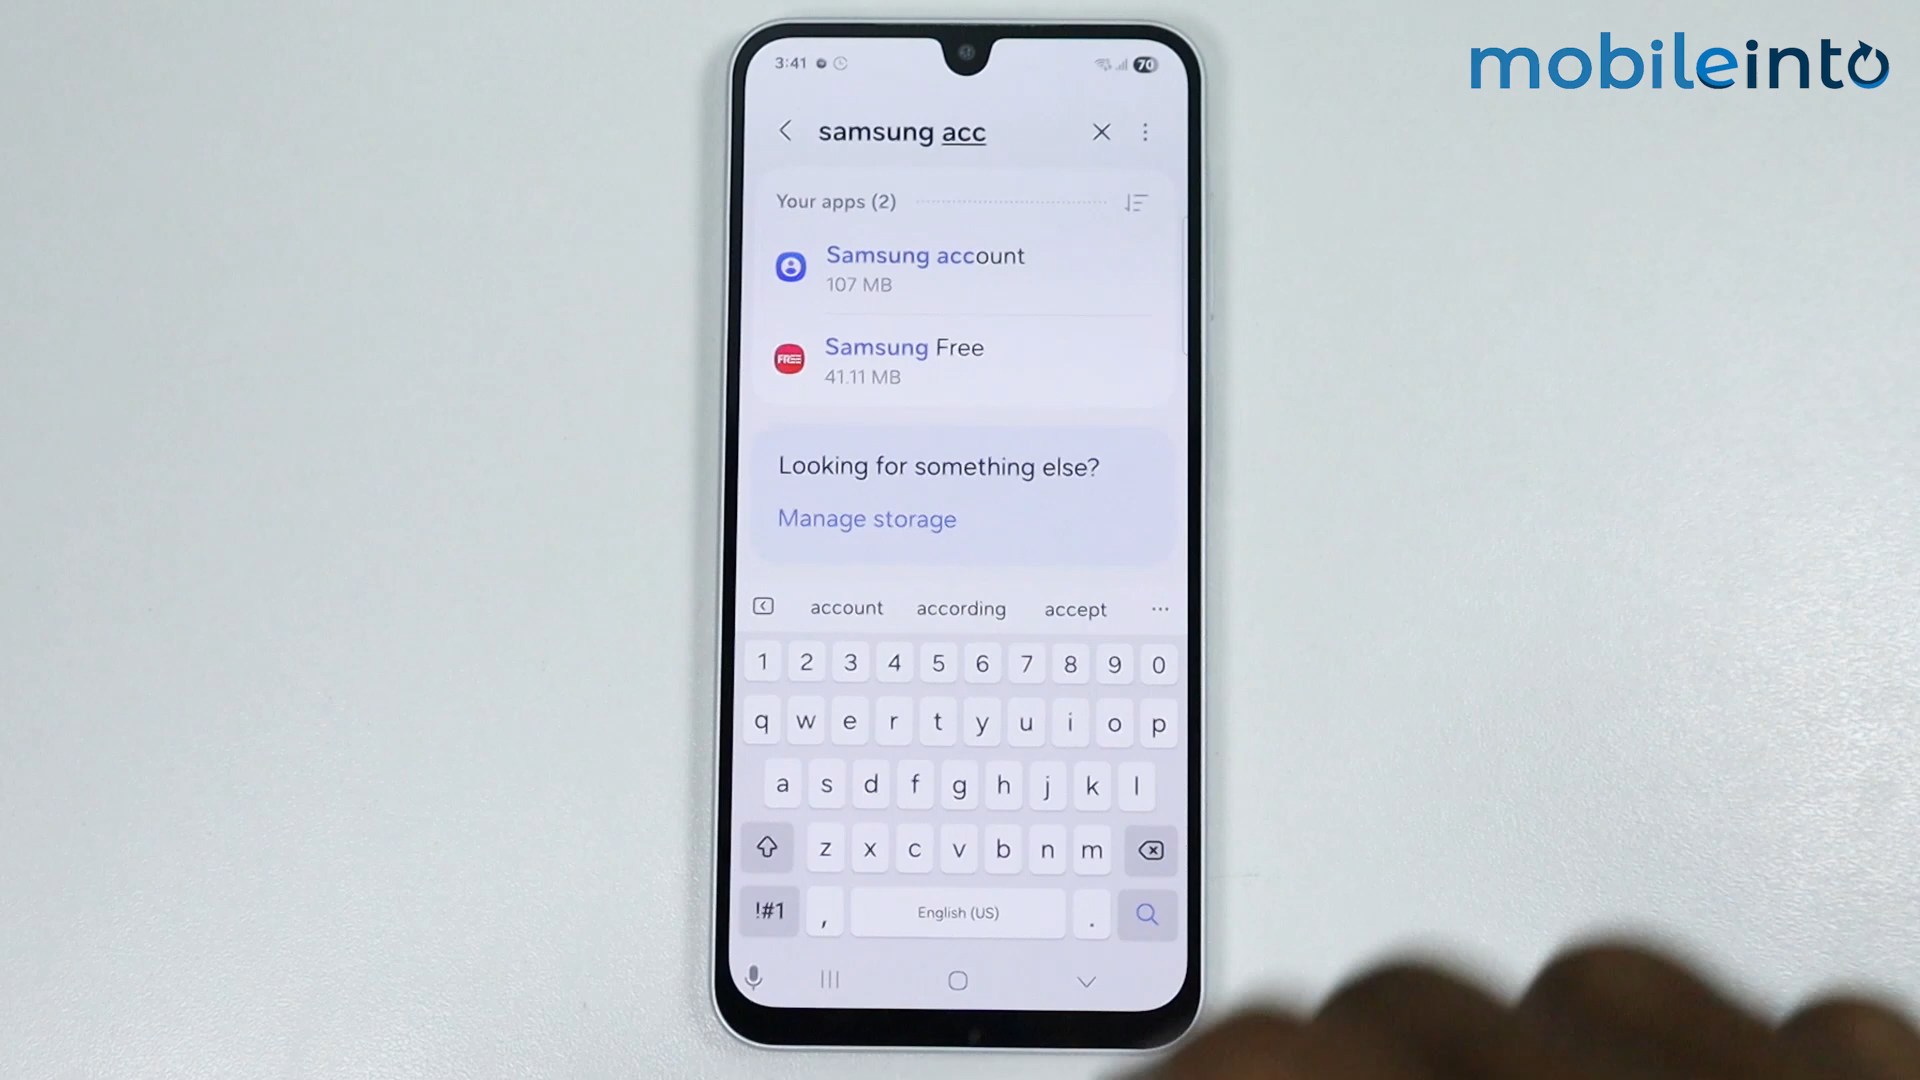 mobileinto
3:41
70
samsung acc
Your apps (2)
Samsung account
107 MB
FREE
Samsung Free
41.11 MB
Looking for something else?
Manage storage
account according accept
1 2 3 4 5 6 7 8 9 0
q w e r t y u i o p
a s d f g h j k l
z x c v b n m
!#1 , English (US) .